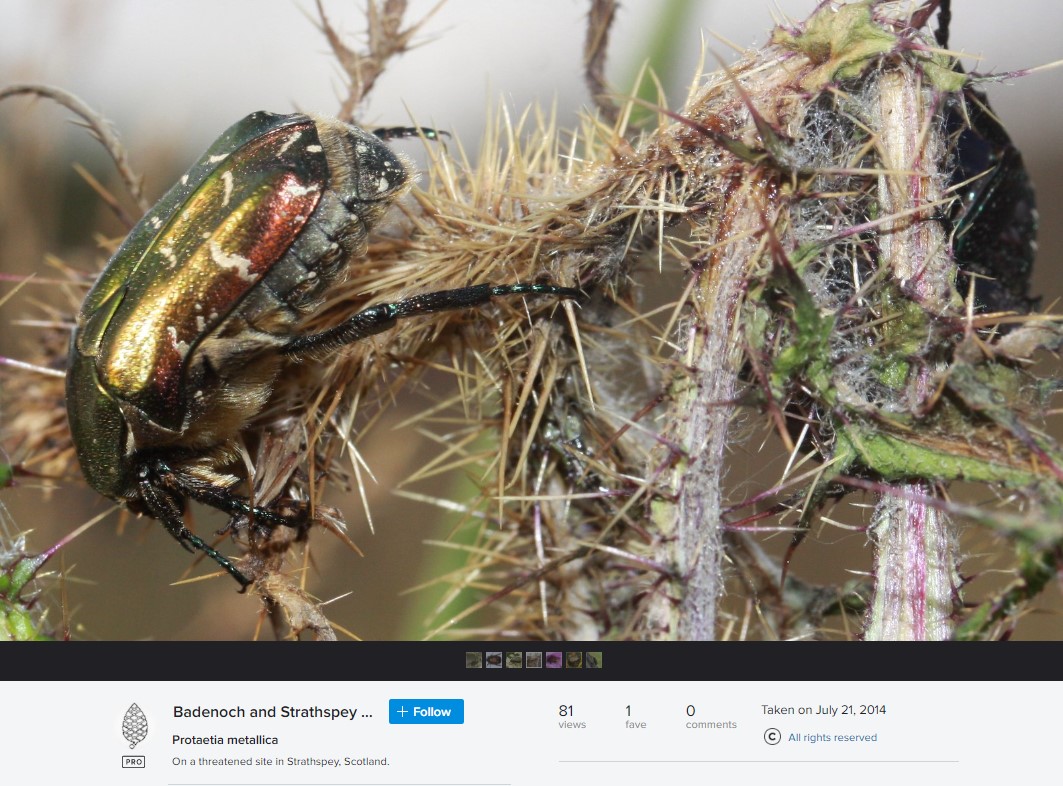 Badenoch and Strathspey ...
+ Follow
Protaetia metallica
PRO
On a threatened site in Strathspey, Scotland.
81
views
1
fave
0
comments
Taken on July 21, 2014
© All rights reserved